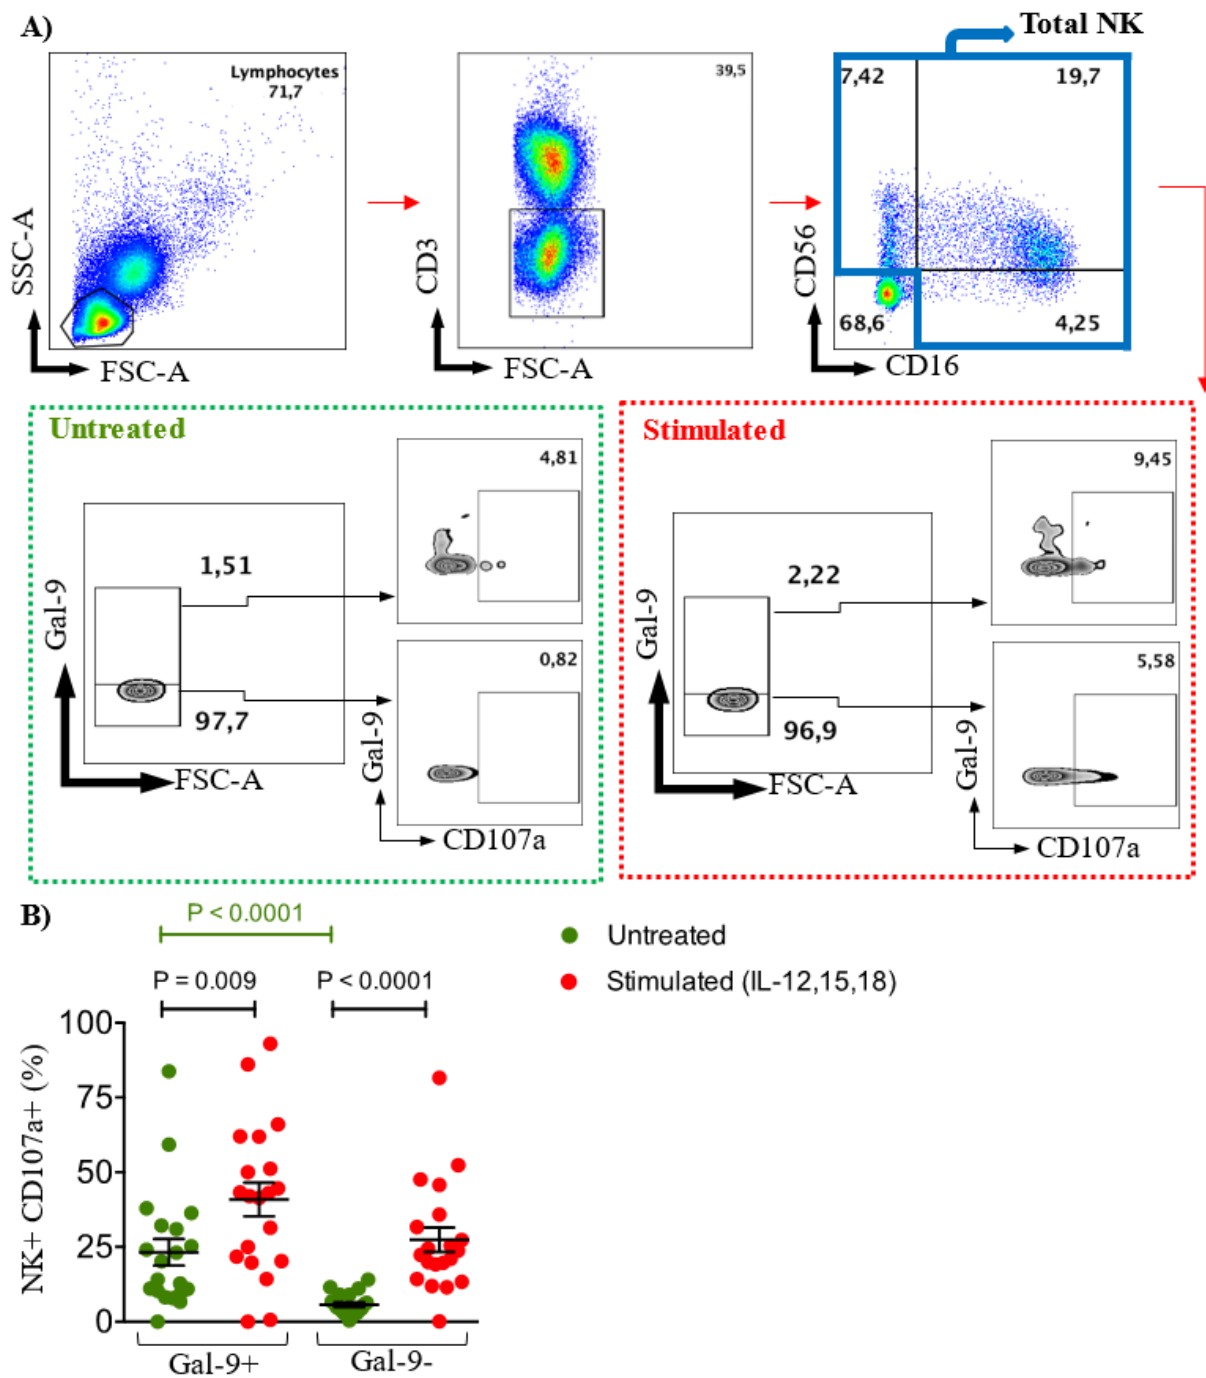 A)
Total NK
Lymphocytes
71,7
39,5
7,42
19,7
68,6
4,25
SSC-A
FSC-A
CD3
FSC-A
CD56
CD16
Untreated
4,81
1,51
Gal-9
0,82
97,7
FSC-A
Gal-9
CD107a
Stimulated
9,45
2,22
Gal-9
5,58
96,9
FSC-A
Gal-9
CD107a
B)
P < 0.0001
P = 0.009
P < 0.0001
Untreated
Stimulated (IL-12,15,18)
NK+ CD107a+ (%)
100
75
50
25
0
Gal-9+
Gal-9-